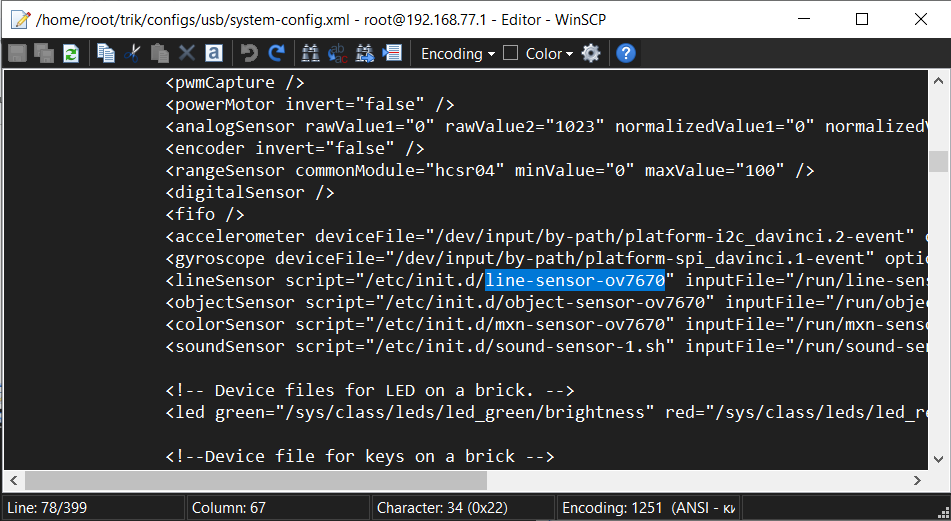 /home/root/trik/configs/usb/system-config.xml - root@192.168.77.1 - Editor - WinSCP
Encoding Color
<pwmCapture />
<powerMotor invert="false" />
<analogSensor rawValue1="0" rawValue2="1023" normalizedValue1="0" normalizedV
<encoder invert="false" />
<rangeSensor commonModule="hcsr04" minValue="0" maxValue="100" />
<digitalSensor />
<fifo />
<accelerometer deviceFile="/dev/input/by-path/platform-i2c_davinci.2-event" o
<gyroscope deviceFile="/dev/input/by-path/platform-spi_davinci.1-event" optio
<lineSensor script="/etc/init.d/line-sensor-ov7670" inputFile="/run/line-sens
<objectSensor script="/etc/init.d/object-sensor-ov7670" inputFile="/run/objec
<colorSensor script="/etc/init.d/mxn-sensor-ov7670" inputFile="/run/mxn-senso
<soundSensor script="/etc/init.d/sound-sensor-1.sh" inputFile="/run/sound-sen
<!-- Device files for LED on a brick. -->
<led green="/sys/class/leds/led_green/brightness" red="/sys/class/leds/led_re
<!--Device file for keys on a brick -->
Line: 78/399 Column: 67 Character: 34 (0x22) Encoding: 1251 (ANSI - ки